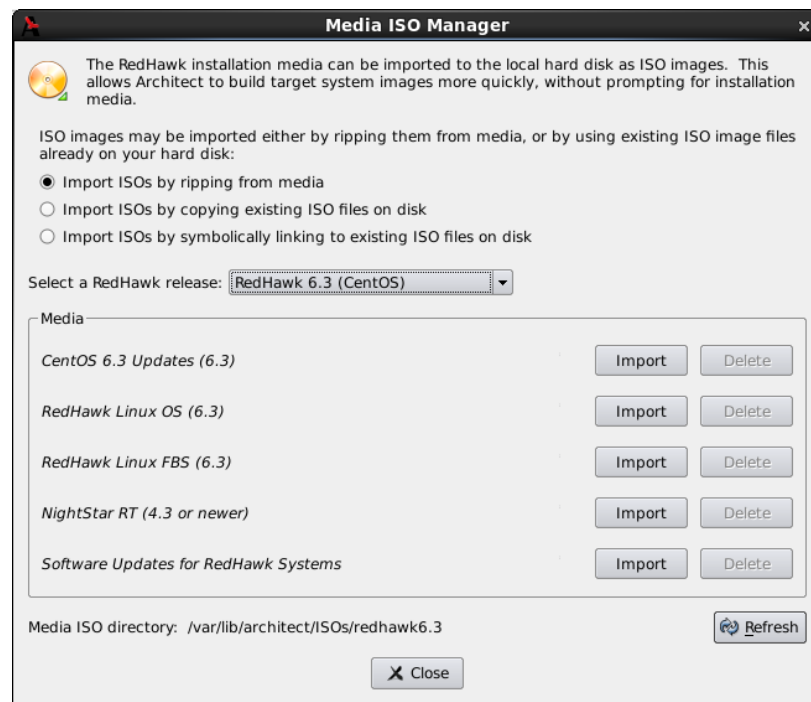 Media ISO Manager
The RedHawk installation media can be imported to the local hard disk as ISO images. This
allows Architect to build target system images more quickly, without prompting for installation
media.
ISO images may be imported either by ripping them from media, or by using existing ISO image files
already on your hard disk:
Import ISOs by ripping from media
Import ISOs by copying existing ISO files on disk
Import ISOs by symbolically linking to existing ISO files on disk
Select a RedHawk release: RedHawk 6.3 (CentOS)
Media
CentOS 6.3 Updates (6.3) Import Delete
RedHawk Linux OS (6.3) Import Delete
RedHawk Linux FBS (6.3) Import Delete
NightStar RT (4.3 or newer) Import Delete
Software Updates for RedHawk Systems Import Delete
Media ISO directory: /var/lib/architect/ISOs/redhawk6.3 Refresh
Close